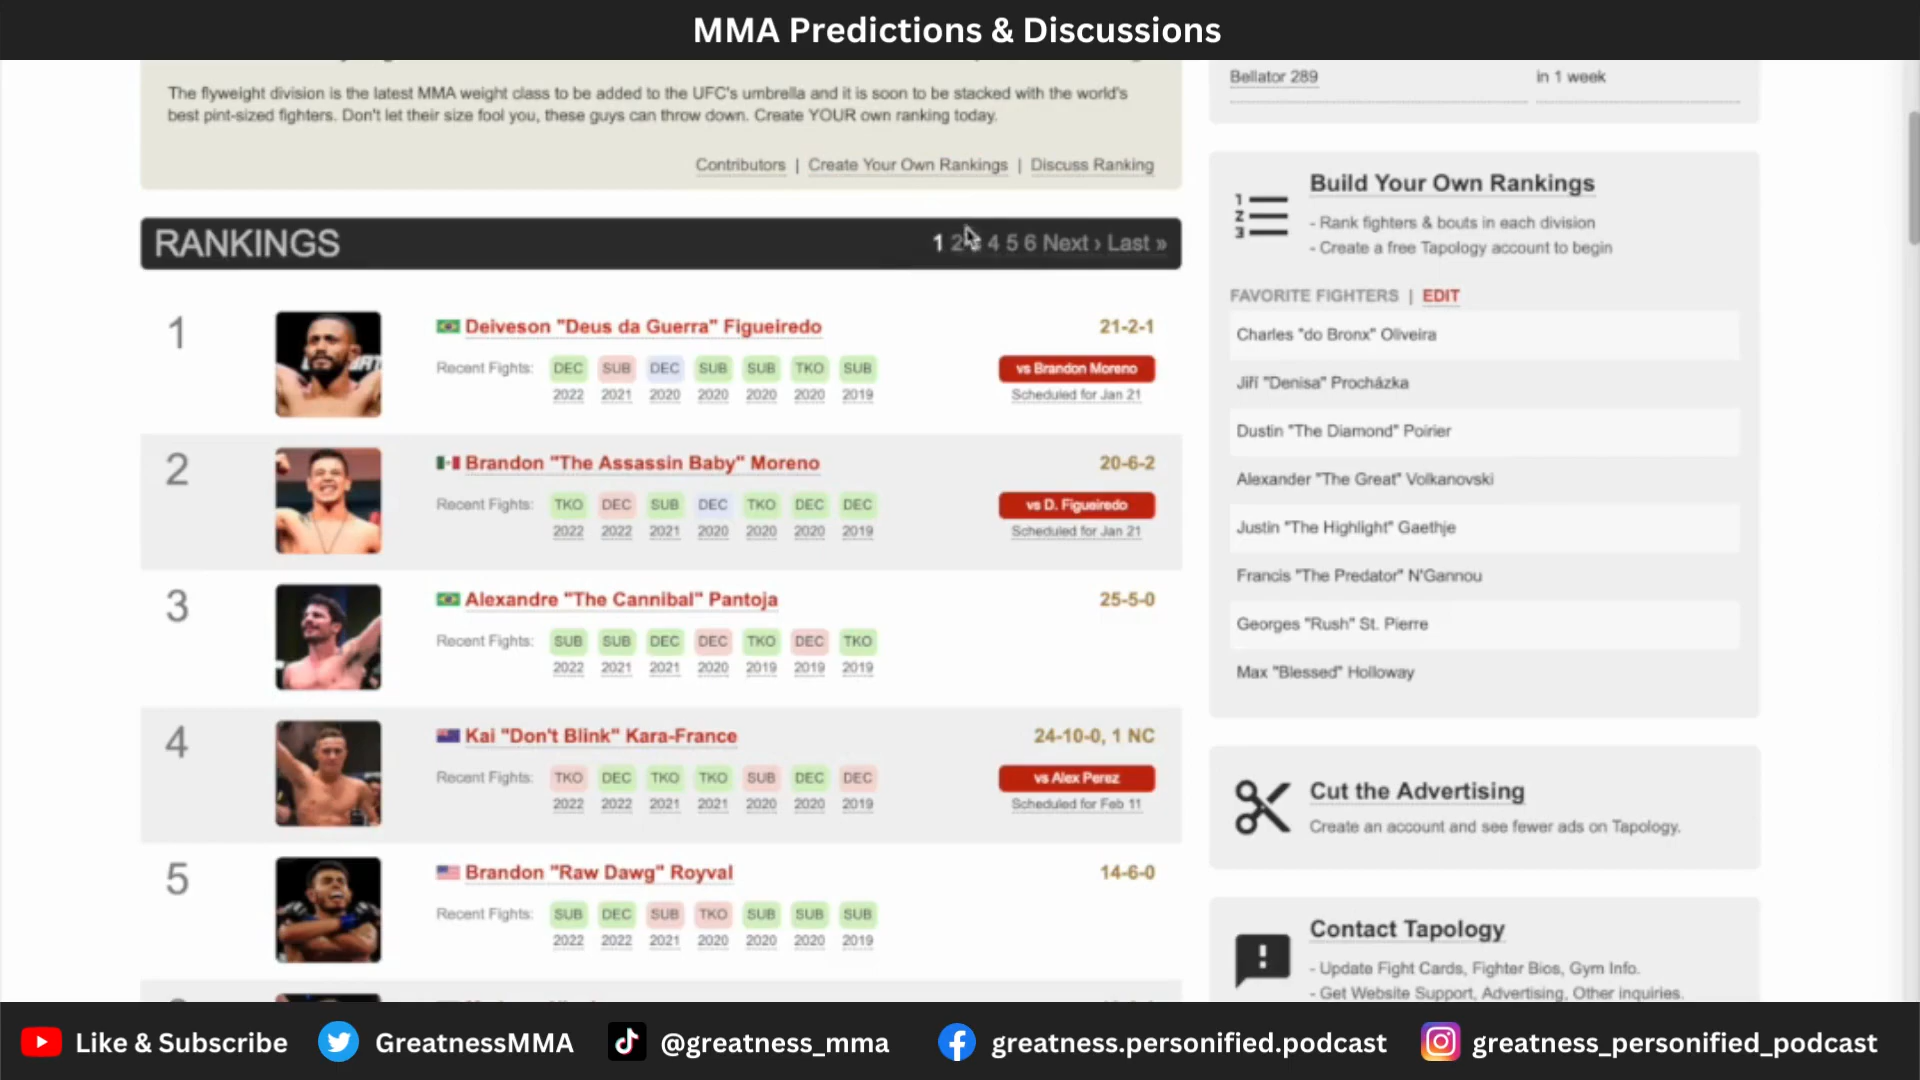 MMA Predictions & Discussions
The flyweight division is the latest MMA weight class to be added to the UFC's umbrella and it is soon to be stacked with the world's
best pint-sized fighters. Don't let their size fool you, these guys can throw down. Create YOUR own ranking today.
Contributors | Create Your Own Rankings | Discuss Ranking
RANKINGS
1 2 4 5 6 Next › Last »
1
Deiveson "Deus da Guerra" Figueiredo
21-2-1
Recent Fights:
DEC SUB DEC SUB SUB TKO SUB
2022 2021 2020 2020 2020 2020 2019
vs Brandon Moreno
Scheduled for Jan 21
2
Brandon "The Assassin Baby" Moreno
20-6-2
Recent Fights:
TKO DEC SUB DEC TKO DEC DEC
2022 2022 2021 2020 2020 2020 2019
vs D. Figueiredo
Scheduled for Jan 21
3
Alexandre "The Cannibal" Pantoja
25-5-0
Recent Fights:
SUB SUB DEC DEC TKO DEC TKO
2022 2021 2021 2020 2019 2019 2019
4
Kai "Don't Blink" Kara-France
24-10-0, 1 NC
Recent Fights:
TKO DEC TKO TKO SUB DEC DEC
2022 2022 2021 2021 2020 2020 2019
vs Alex Perez
Scheduled for Feb 11
5
Brandon "Raw Dawg" Royval
14-6-0
Recent Fights:
SUB DEC SUB TKO SUB SUB SUB
2022 2022 2021 2020 2020 2020 2019
Bellator 289
in 1 week
1
2
3
Build Your Own Rankings
- Rank fighters & bouts in each division
- Create a free Tapology account to begin
FAVORITE FIGHTERS | EDIT
Charles "do Bronx" Oliveira
Jiří "Denisa" Procházka
Dustin "The Diamond" Poirier
Alexander "The Great" Volkanovski
Justin "The Highlight" Gaethje
Francis "The Predator" N'Gannou
Georges "Rush" St. Pierre
Max "Blessed" Holloway
Cut the Advertising
Create an account and see fewer ads on Tapology.
Contact Tapology
- Update Fight Cards, Fighter Bios, Gym Info.
- Get Website Support, Advertising, Other inquiries.
Like & Subscribe
GreatnessMMA
@greatness_mma
greatness.personified.podcast
greatness_personified_podcast